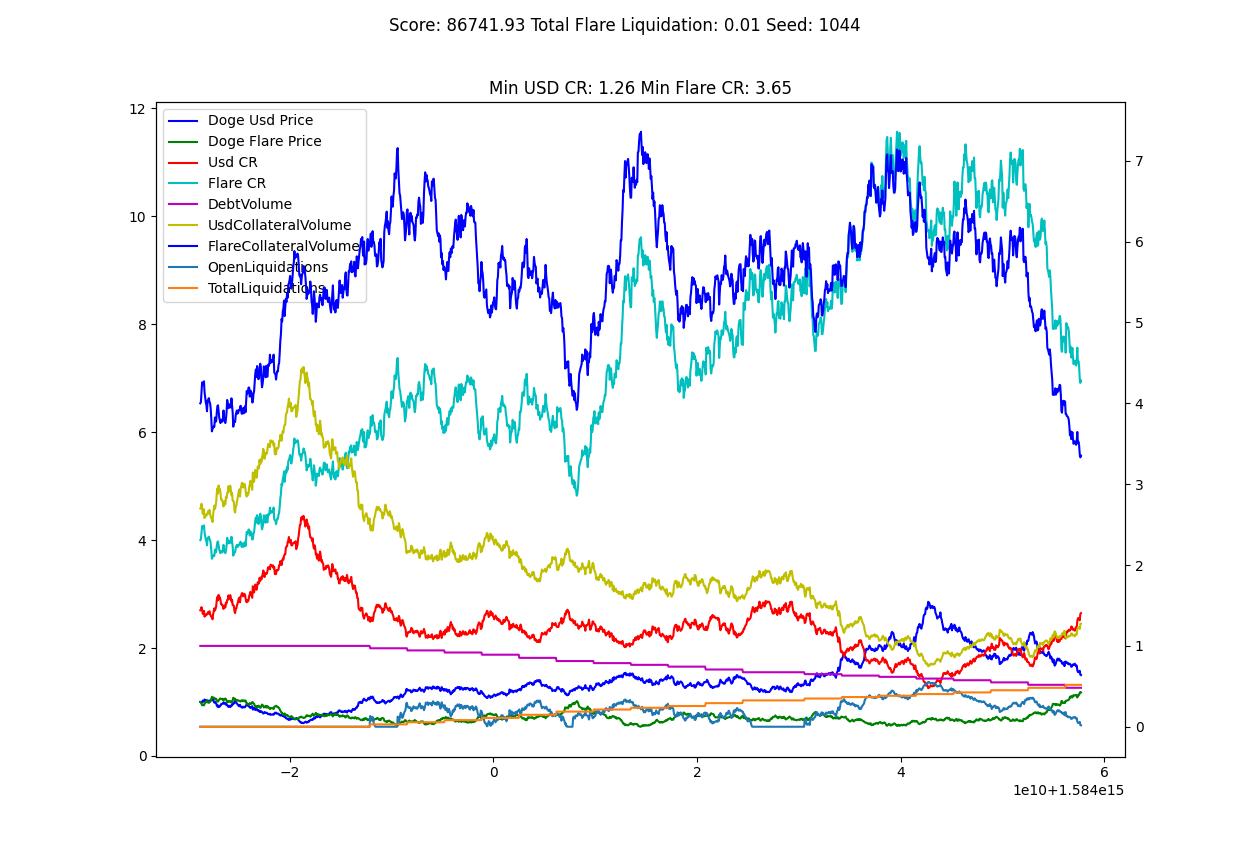 Score: 86741.93 Total Flare Liquidation: 0.01 Seed: 1044
Min USD CR: 1.26 Min Flare CR: 3.65
Doge Usd Price
Doge Flare Price
Usd CR
Flare CR
DebtVolume
UsdCollateralVolume
FlareCollateralVolume
OpenLiquidations
TotalLiquidations
12
10
8
6
4
2
0
7
6
5
4
3
2
1
0
−2
0
2
4
6
1e10+1.584e15